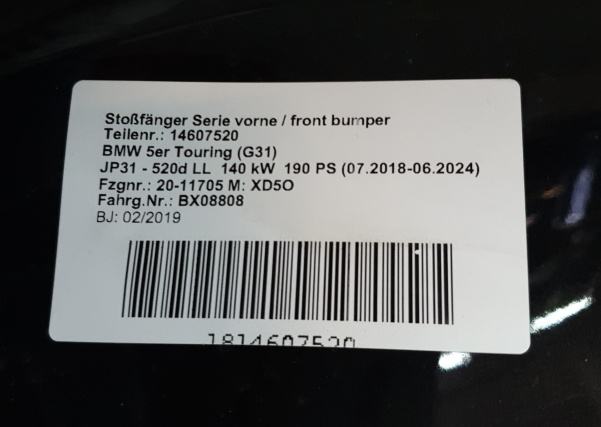 Stoßfänger Serie vorne / front bumper
Teilenr.: 14607520
BMW 5er Touring (G31)
JP31 - 520d LL 140 kW 190 PS (07.2018-06.2024)
Fzgnr.: 20-11705 M: XD5O
Fahrg.Nr.: BX08808
BJ: 02/2019
1814607520